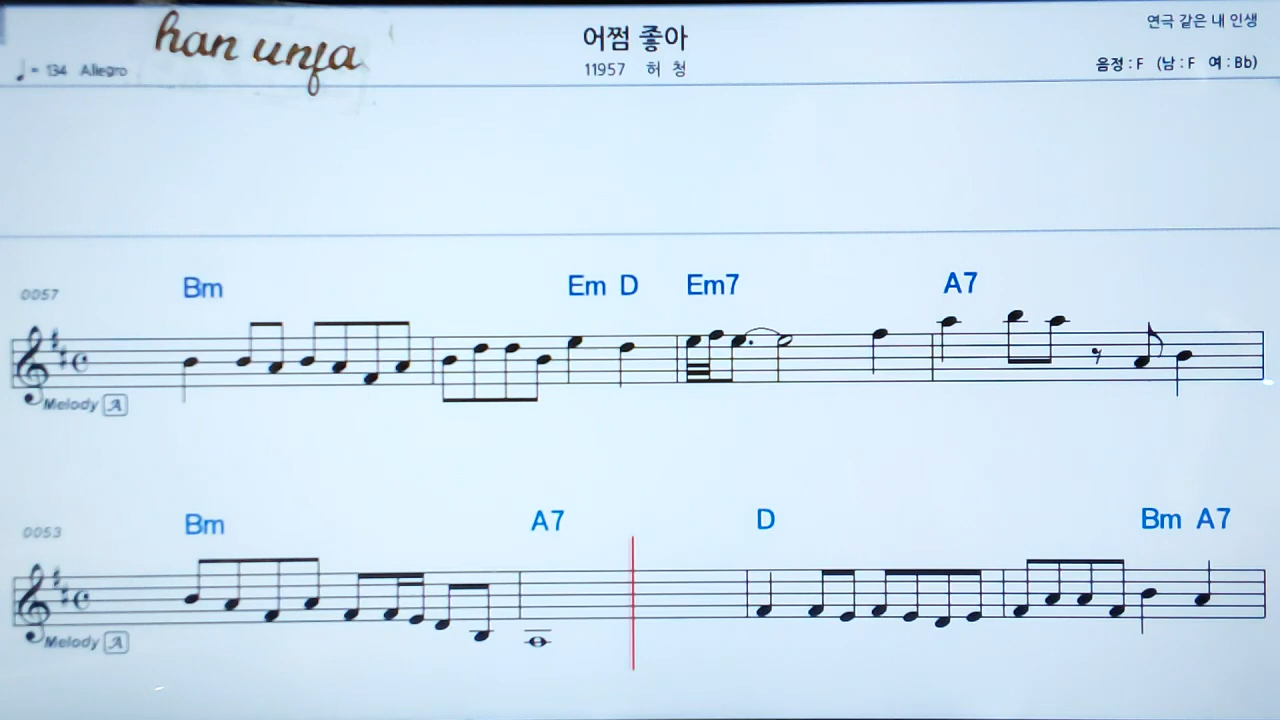 han unja
어쩜 좋아
연극 같은 내 인생
♩= 134 Allegro
11957 허 청
음정 : F (남 : F 여 : Bb)
Bm Em D Em7 A7
0057
Melody A
Bm A7 D Bm A7
0053
Melody A